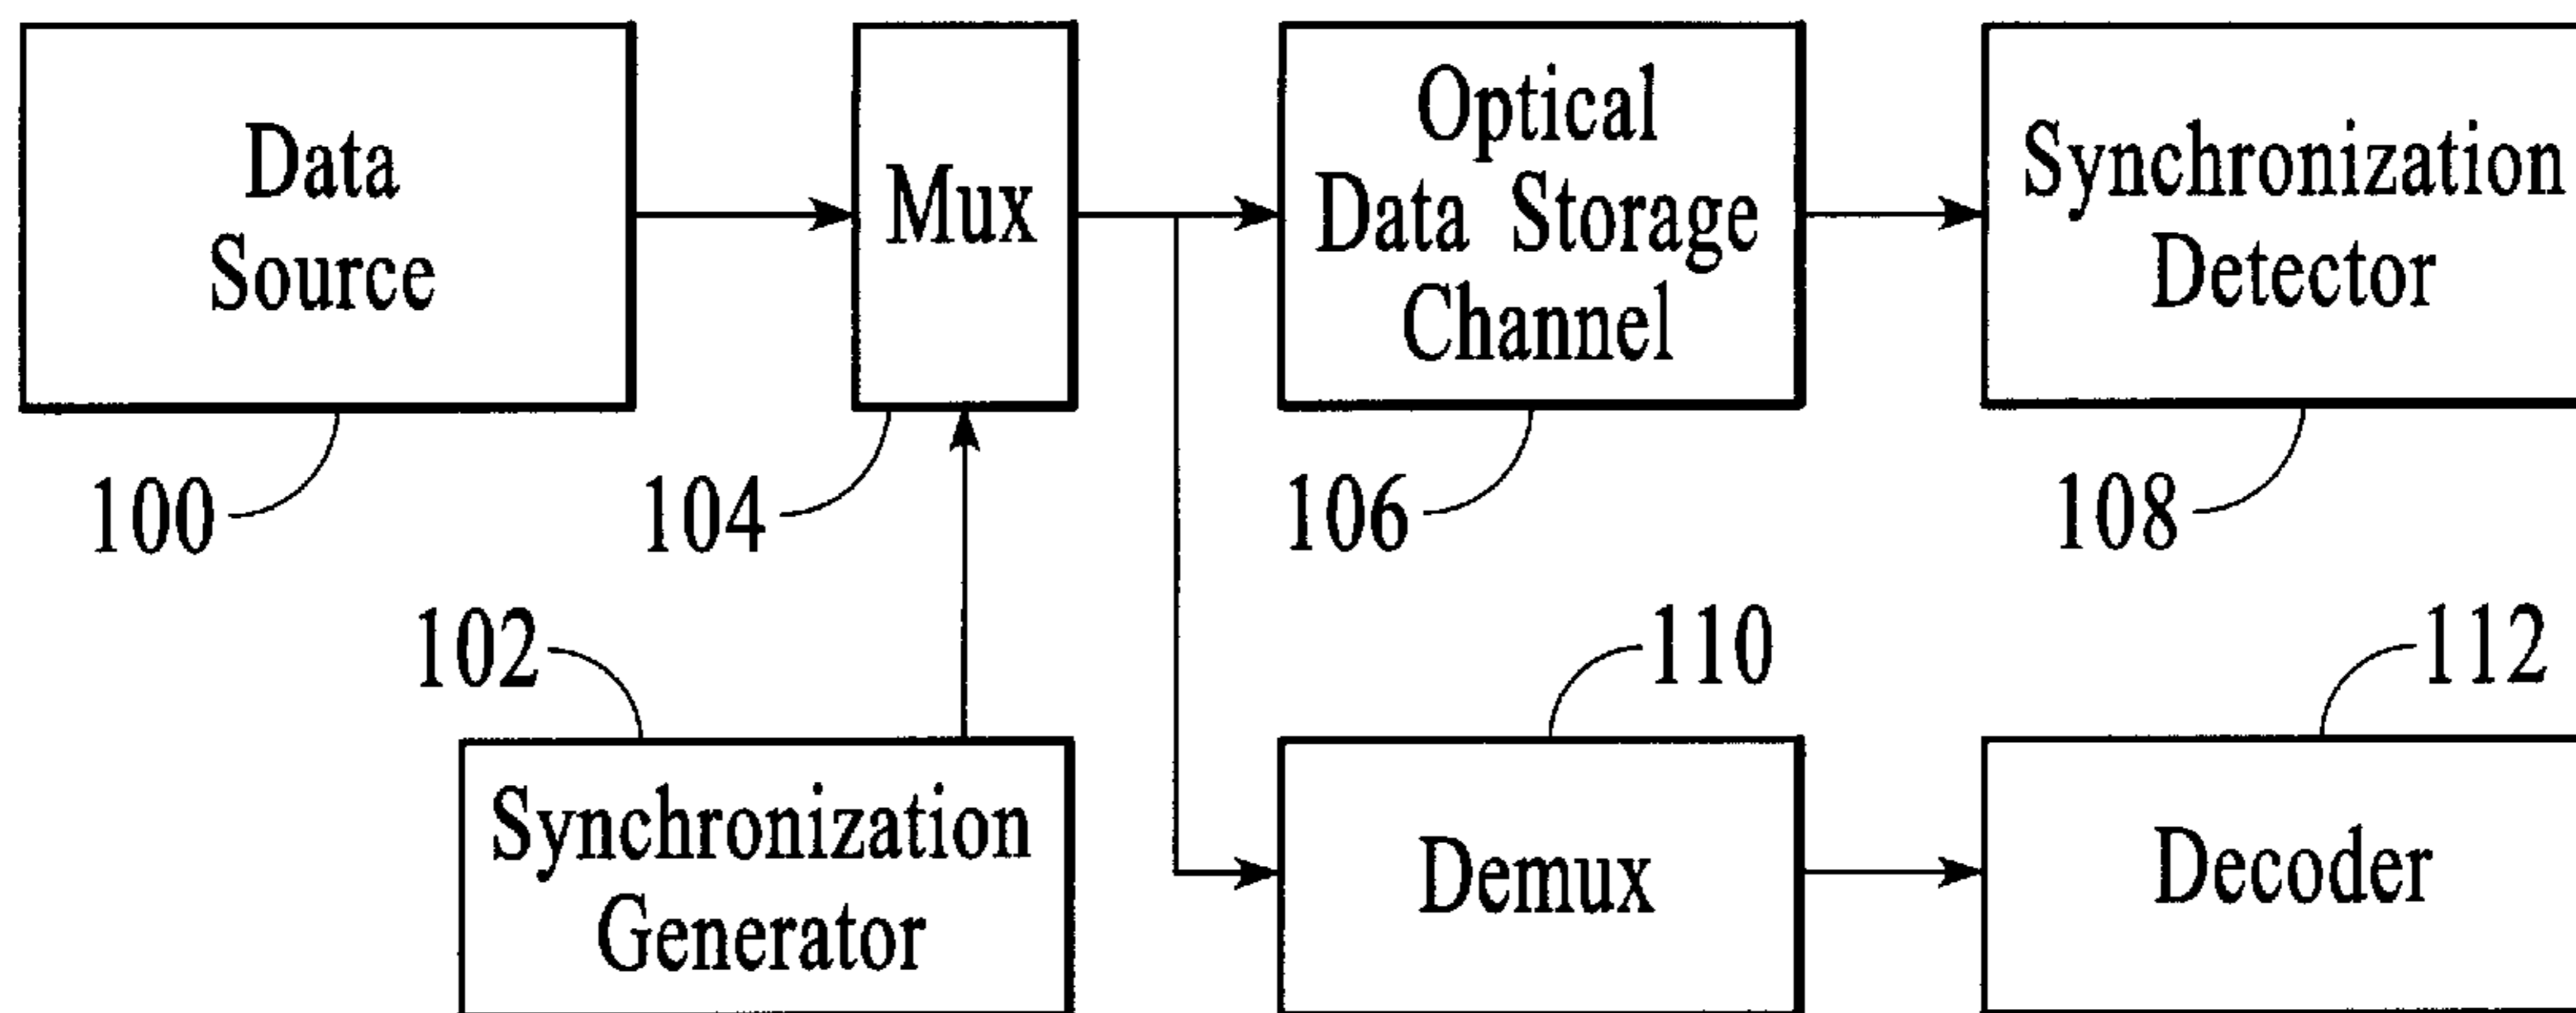 Data
Source
Mux
Optical
Data Storage
Channel
Synchronization
Detector
100
104
106
108
102
110
112
Synchronization
Generator
Demux
Decoder